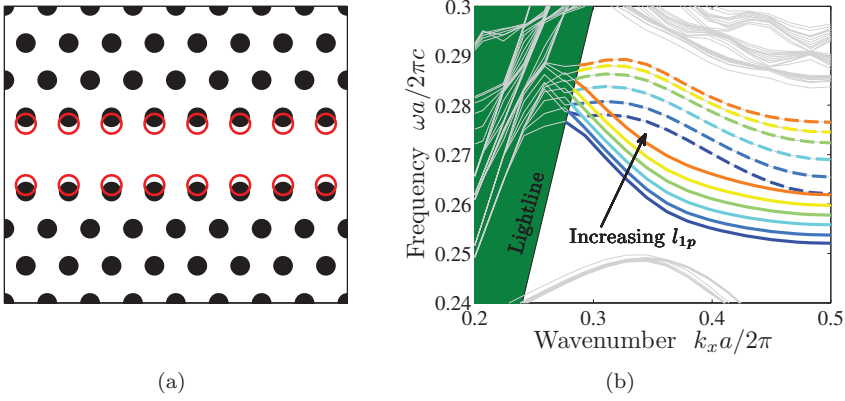 0.3
0.29
0.28
0.27
0.26
0.25
0.24
Frequency ωa/2πc
Lightline
Increasing l1p
0.2 0.3 0.4 0.5
Wavenumber kxa/2π
(a) (b)